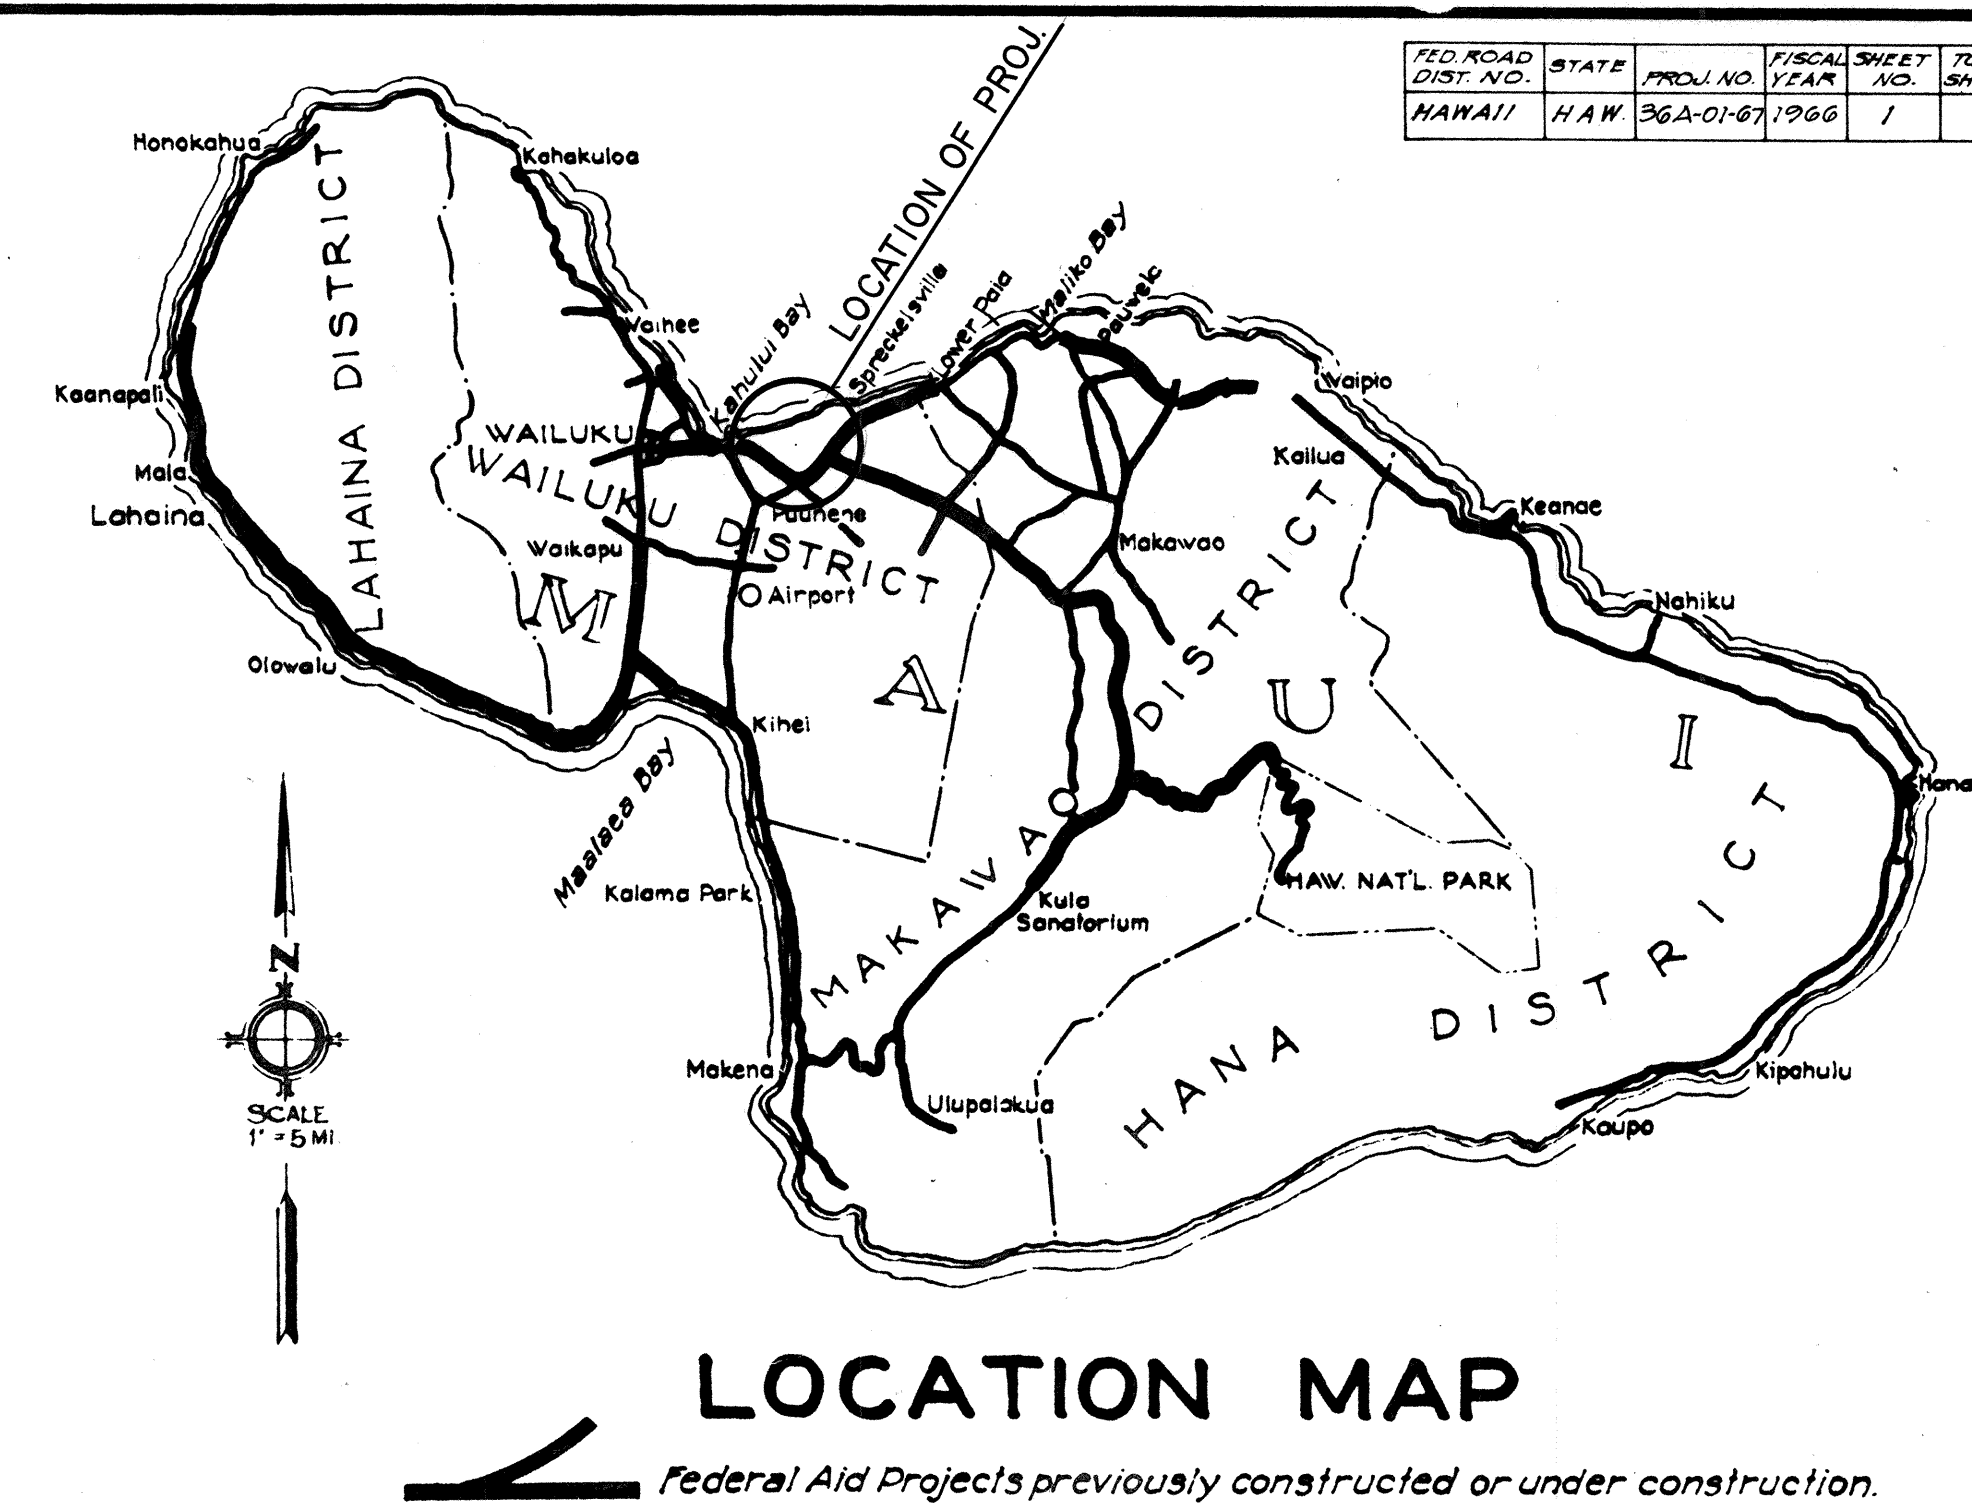 LOCATION OF PROJ.
FED. ROAD DIST. NO.
STATE
PROJ. NO.
FISCAL YEAR
SHEET NO.
HAWAII
HAW.
36A-01-67
1966
1
Honokahua
Kahakuloa
LAHAINA DISTRICT
Waihee
Kahului Bay
Spreckelsville
Lower Paia
Maliko Bay
Pauwela
Kaanapali
WAILUKU
WAILUKU DISTRICT
Waipio
Kailua
Keanae
Mala
Lahaina
Puunene
Waikapu
Makawao
Airport
Nahiku
MAUI
Olowalu
Kihei
Maalaea Bay
Hana
Kalama Park
MAKAWAO DISTRICT
HAW. NAT'L. PARK
Kula
Sanatorium
N
Makena
HANA DISTRICT
Kipahulu
Ulupalakua
Kaupo
SCALE
1" = 5 MI.
LOCATION MAP
Federal Aid Projects previously constructed or under construction.